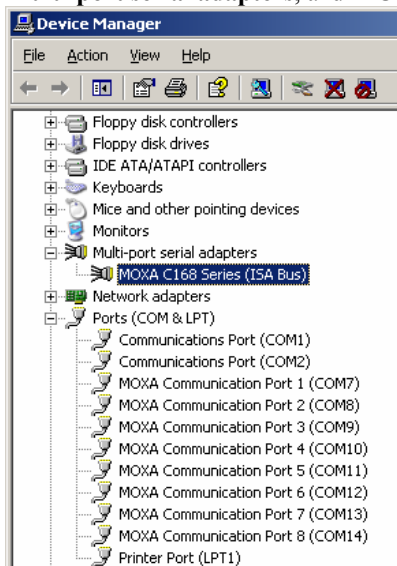 Device Manager
File Action View Help
Floppy disk controllers
Floppy disk drives
IDE ATA/ATAPI controllers
Keyboards
Mice and other pointing devices
Monitors
Multi-port serial adapters
MOXA C168 Series (ISA Bus)
Network adapters
Ports (COM & LPT)
Communications Port (COM1)
Communications Port (COM2)
MOXA Communication Port 1 (COM7)
MOXA Communication Port 2 (COM8)
MOXA Communication Port 3 (COM9)
MOXA Communication Port 4 (COM10)
MOXA Communication Port 5 (COM11)
MOXA Communication Port 6 (COM12)
MOXA Communication Port 7 (COM13)
MOXA Communication Port 8 (COM14)
Printer Port (LPT1)